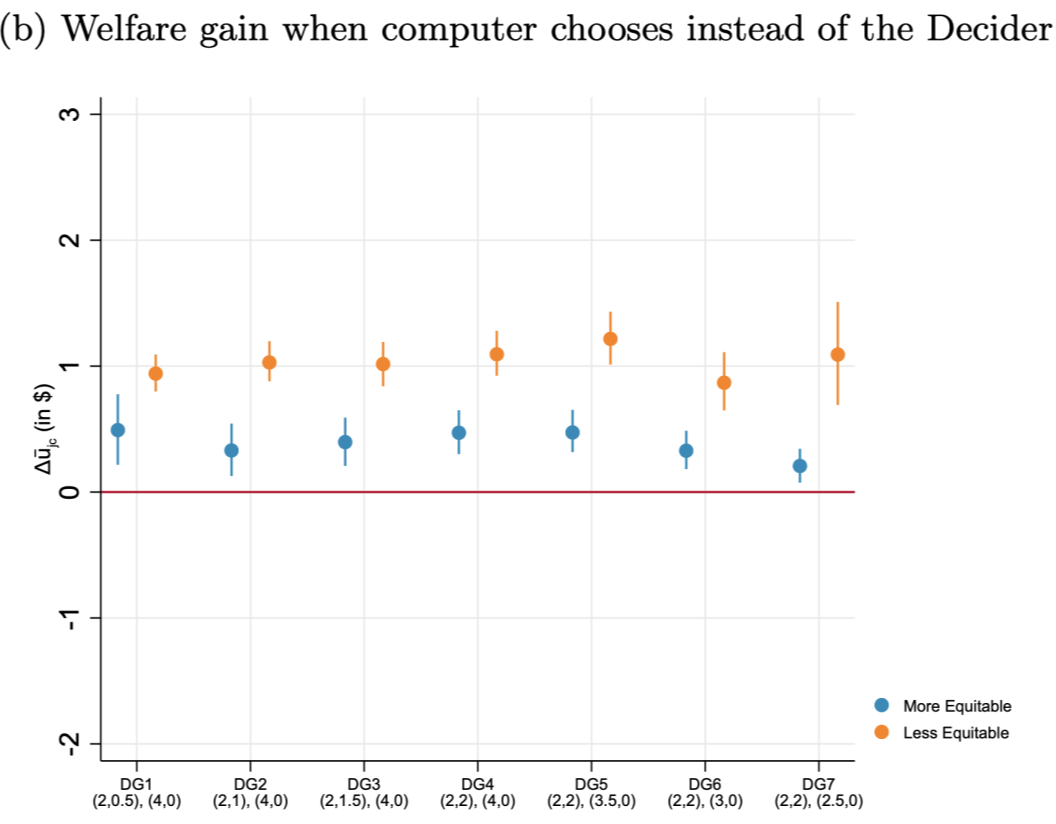 (b) Welfare gain when computer chooses instead of the Decider
3
2
1
0
-1
-2
Δūjc (in $)
DG1 DG2 DG3 DG4 DG5 DG6 DG7
(2,0.5), (4,0) (2,1), (4,0) (2,1.5), (4,0) (2,2), (4,0) (2,2), (3.5,0) (2,2), (3,0) (2,2), (2.5,0)
More Equitable
Less Equitable